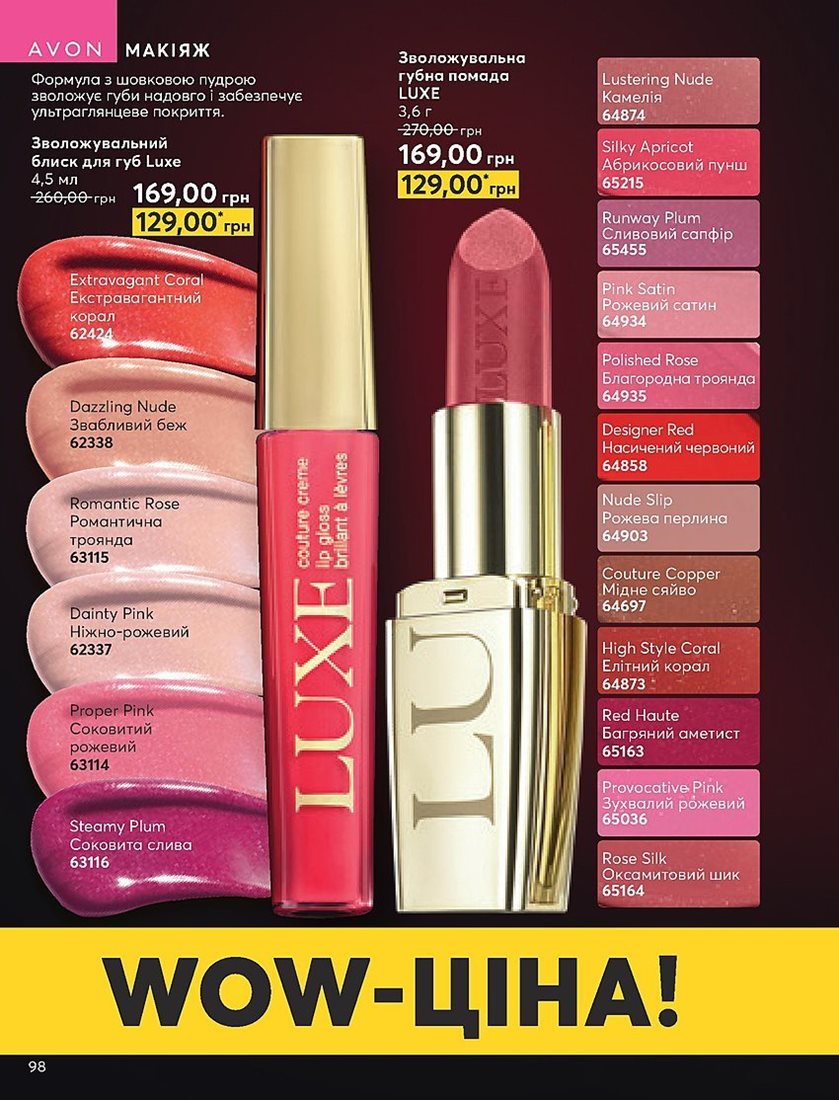 AVON МАКІЯЖ
Формула з шовковою пудрою
зволожує губи надовго і забезпечує
ультраглянцеве покриття.
Зволожувальний
блиск для губ Luxe
4,5 мл
260,00 грн
169,00 грн
129,00* грн
Extravagant Coral
Екстравагантний
корал
62424
Dazzling Nude
Звабливий беж
62338
Romantic Rose
Романтична
троянда
63115
Dainty Pink
Ніжно-рожевий
62337
Proper Pink
Соковитий
рожевий
63114
Steamy Plum
Соковита слива
63116
LUXE
couture crème
lip gloss
brillant à lèvres
Зволожувальна
губна помада
LUXE
3,6 г
270,00 грн
169,00 грн
129,00* грн
LUXE
LU
Lustering Nude
Камелія
64874
Silky Apricot
Абрикосовий пунш
65215
Runway Plum
Сливовий сапфір
65455
Pink Satin
Рожевий сатин
64934
Polished Rose
Благородна троянда
64935
Designer Red
Насичений червоний
64858
Nude Slip
Рожева перлина
64903
Couture Copper
Мідне сяйво
64697
High Style Coral
Елітний корал
64873
Red Haute
Багряний аметист
65163
Provocative Pink
Зухвалий рожевий
65036
Rose Silk
Оксамитовий шик
65164
WOW-ЦІНА!
98